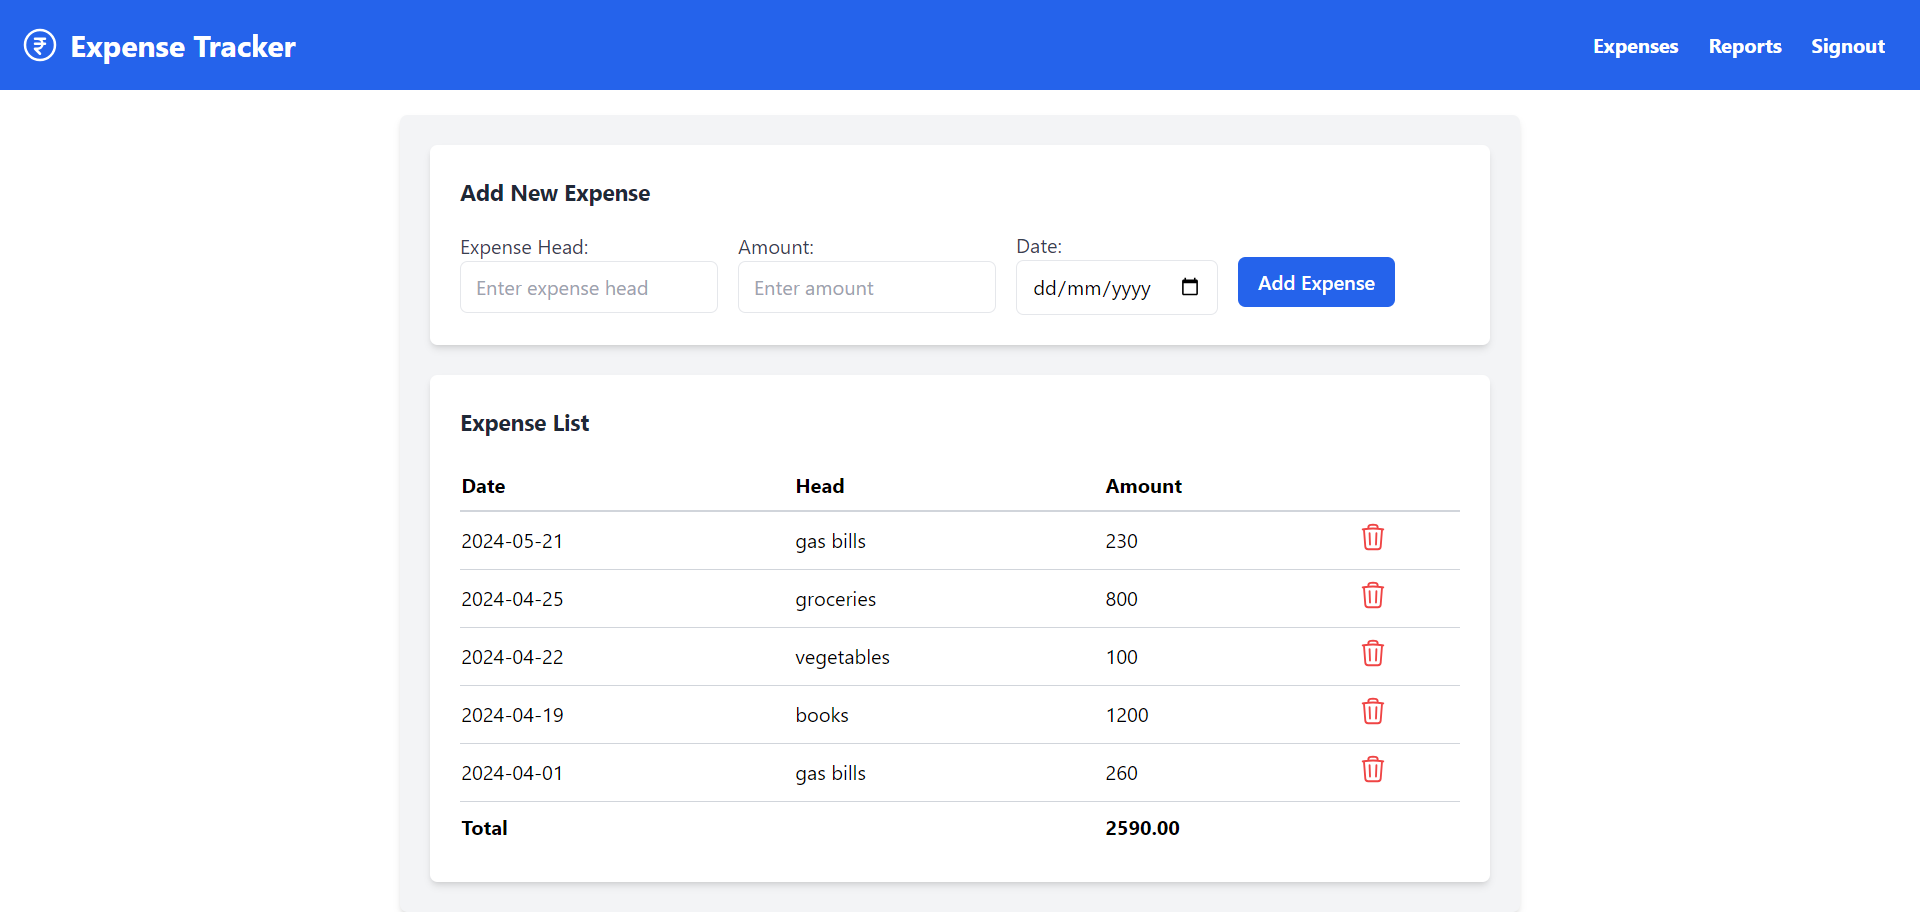 Expense Tracker
Expenses Reports Signout
Add New Expense
Expense Head: Amount: Date:
Enter expense head Enter amount dd/mm/yyyy Add Expense
Expense List
Date Head Amount
2024-05-21 gas bills 230
2024-04-25 groceries 800
2024-04-22 vegetables 100
2024-04-19 books 1200
2024-04-01 gas bills 260
Total 2590.00